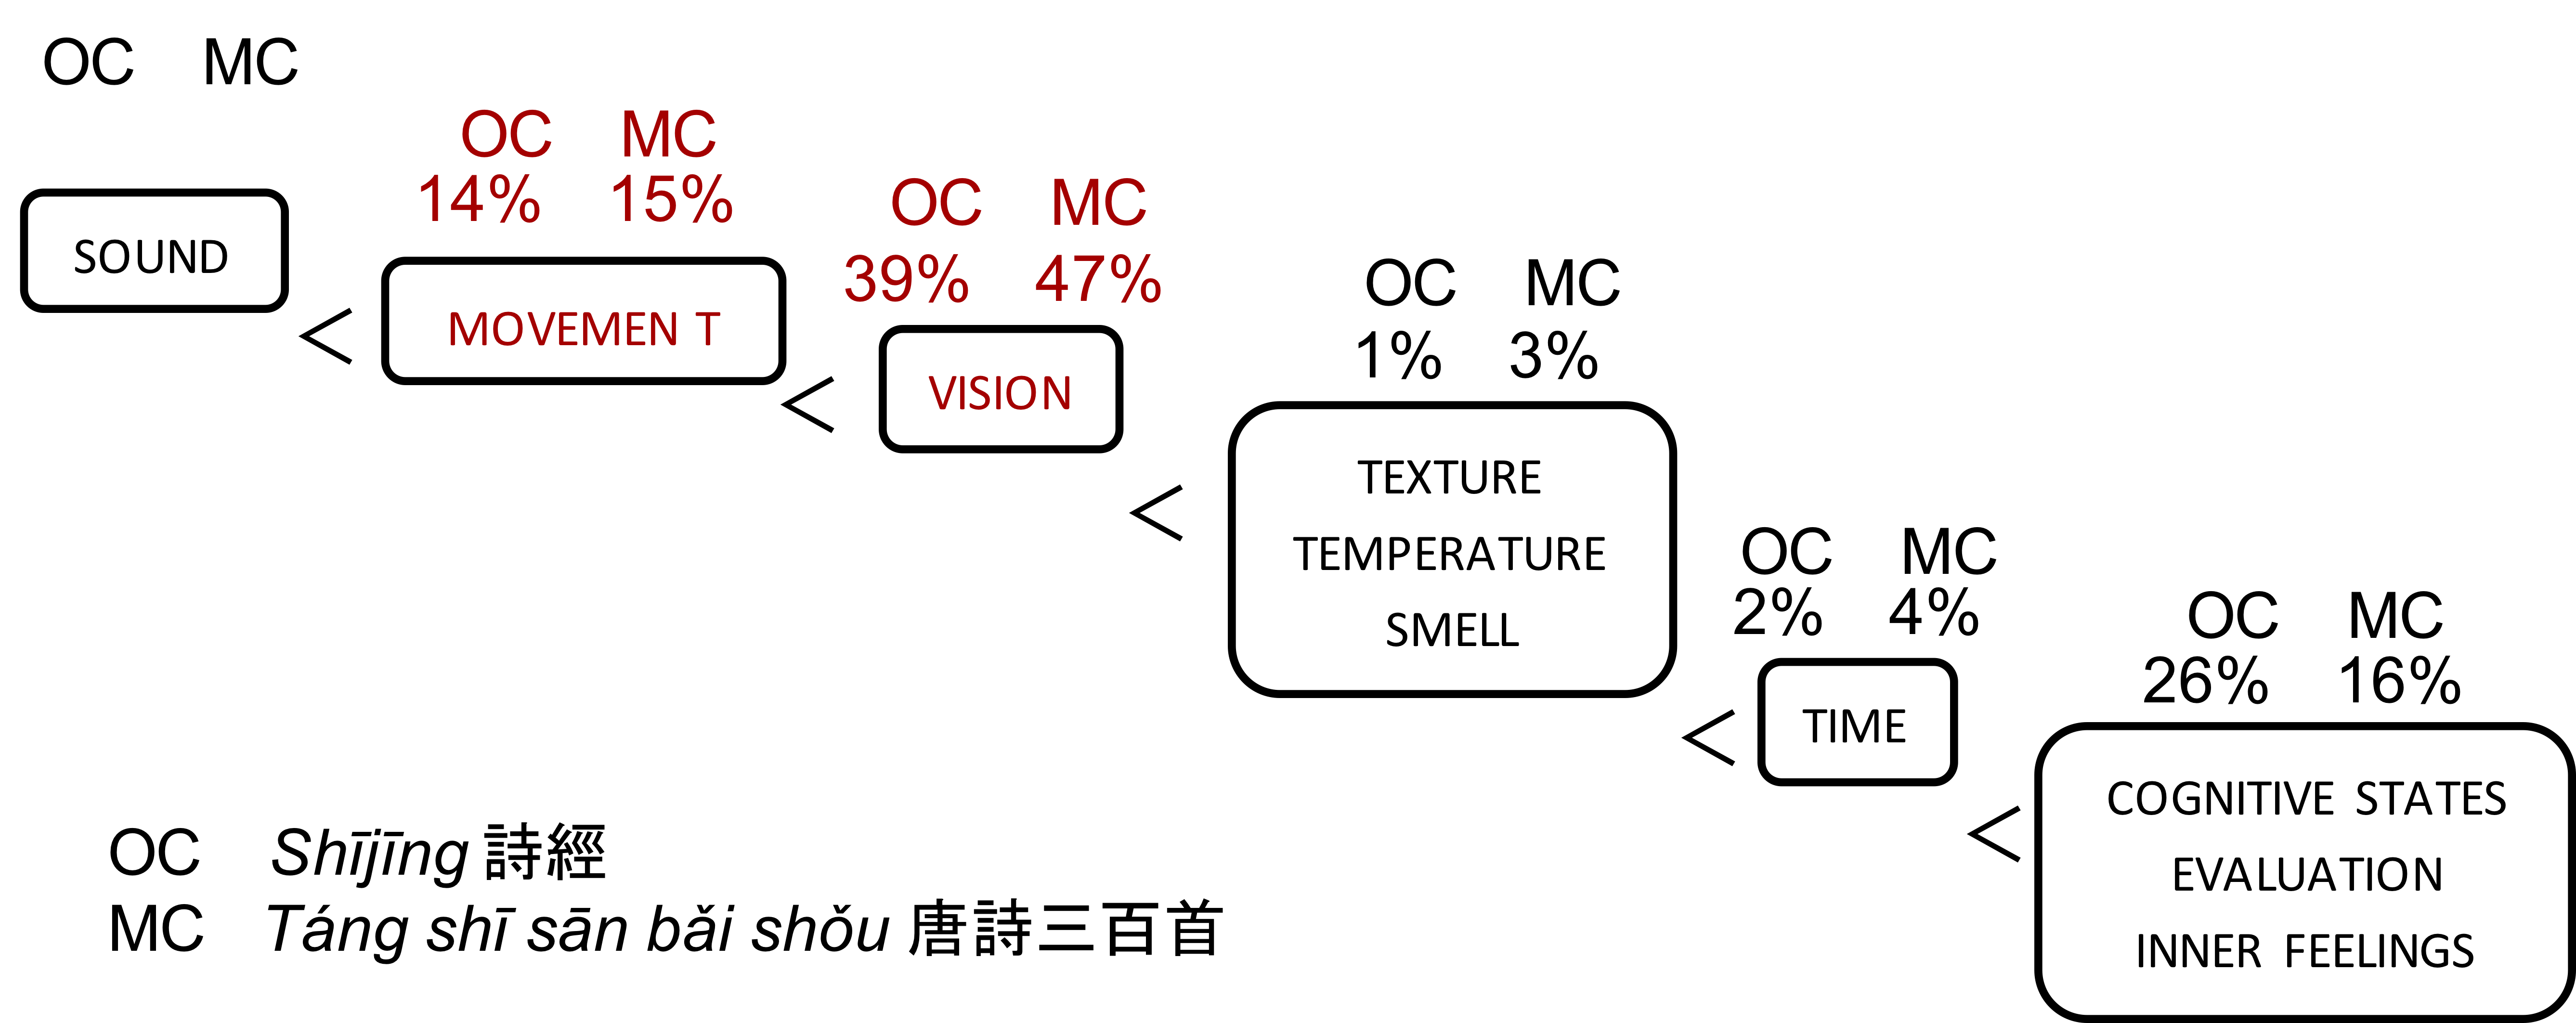 OC MC
SOUND
<
OC MC
14% 15%
MOVEMEN T
<
OC MC
39% 47%
VISION
<
OC MC
1% 3%
TEXTURE
TEMPERATURE
SMELL
<
OC MC
2% 4%
TIME
<
OC MC
26% 16%
COGNITIVE STATES
EVALUATION
INNER FEELINGS
OC Shījīng 詩經
MC Táng shī sān bǎi shǒu 唐詩三百首